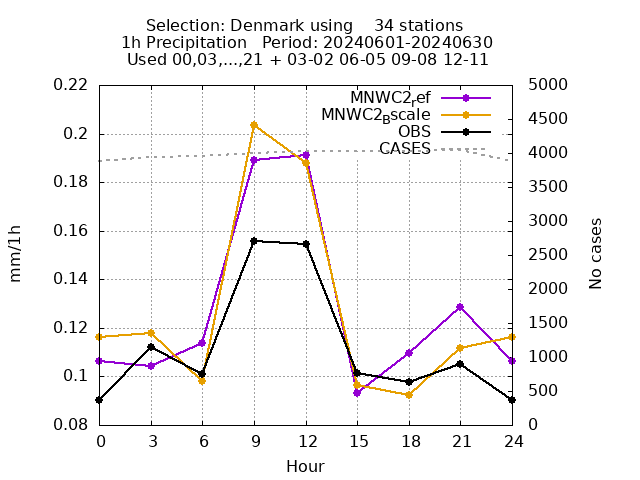 Selection: Denmark using    34 stations
1h Precipitation   Period: 20240601-20240630
Used 00,03,...,21 + 03-02 06-05 09-08 12-11
MNWC2_ref
MNWC2_Bscale
OBS
CASES
0.22
0.2
0.18
0.16
0.14
0.12
0.1
0.08
mm/1h
5000
4500
4000
3500
3000
2500
2000
1500
1000
500
0
No cases
0 3 6 9 12 15 18 21 24
Hour